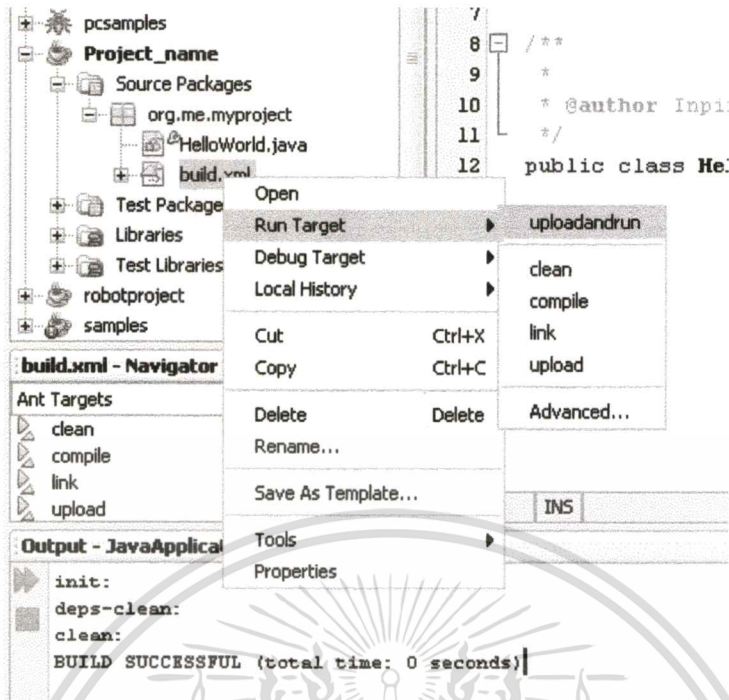 pcsamples
Project_name
Source Packages
org.me.myproject
HelloWorld.java
build.xml
Test Package
Libraries
Test Libraries
robotproject
samples
build.xml - Navigator
Ant Targets
clean
compile
link
upload
Output - JavaApplica
init:
deps-clean:
clean:
BUILD SUCCESSFUL (total time: 0 seconds)
Open
Run Target
Debug Target
Local History
Cut Ctrl+X
Copy Ctrl+C
Delete Delete
Rename...
Save As Template...
Tools
Properties
uploadandrun
clean
compile
link
upload
Advanced...
7
8 /**
9 *
10 * @author Inpi
11 */
12 public class Hel
INS